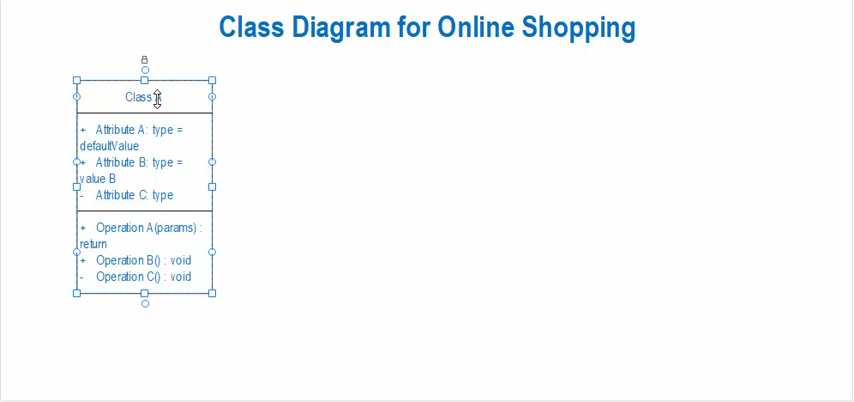 Class Diagram for Online Shopping
Class
+ Attribute A: type =
defaultValue
+ Attribute B: type =
value B
- Attribute C: type
+ Operation A(params) :
return
+ Operation B() : void
- Operation C() : void